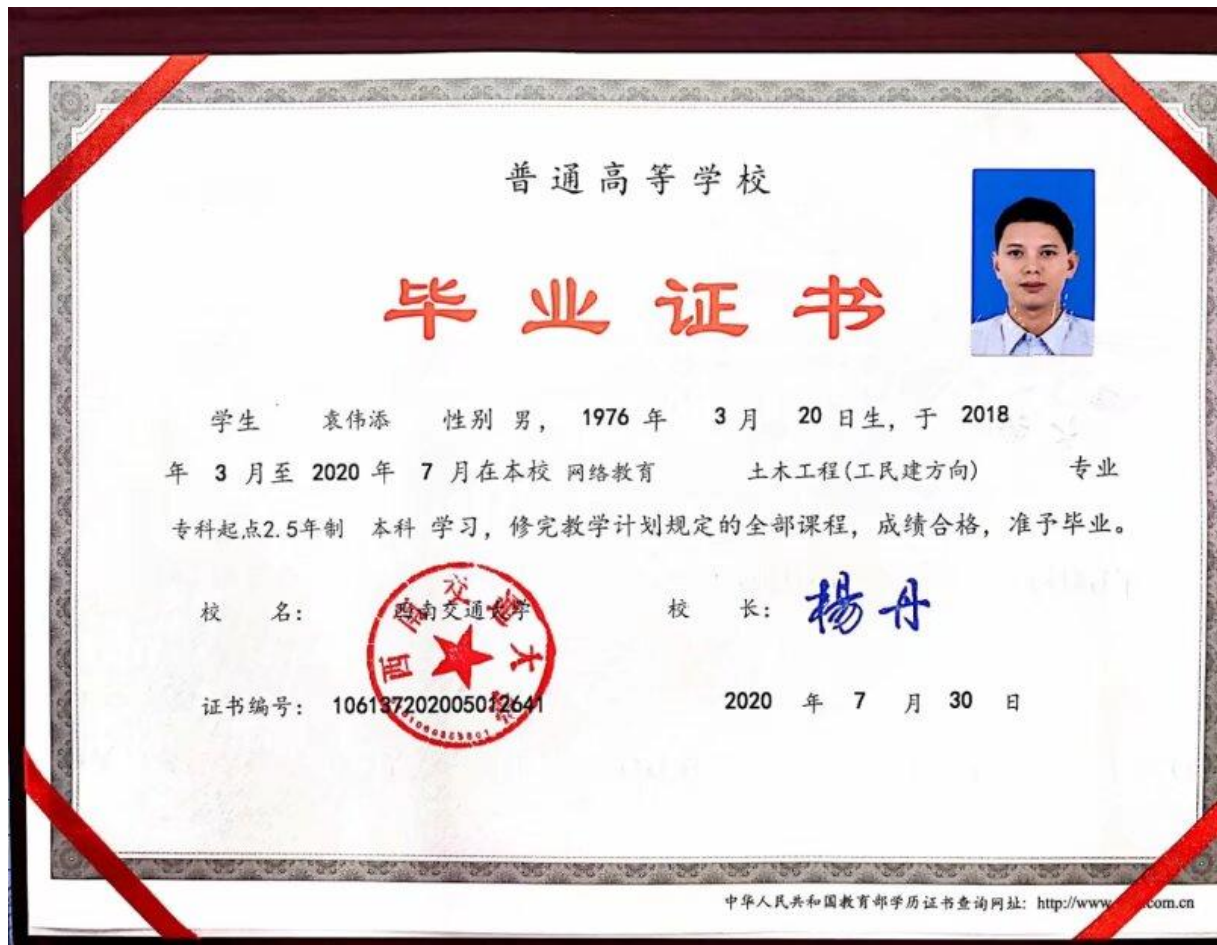 普通高等学校
毕业证书
学生 袁伟添 性别 男， 1976 年 3 月 20 日生，于 2018
年 3 月至 2020 年 7 月在本校 网络教育 土木工程(工民建方向) 专业
专科起点2.5年制 本科 学习，修完教学计划规定的全部课程，成绩合格，准予毕业。
校 名： 西南交通大学 校 长： 楊丹
西南交通大学
证书编号： 106137202005012641 2020 年 7 月 30 日
中华人民共和国教育部学历证书查询网址: http://www. com.cn